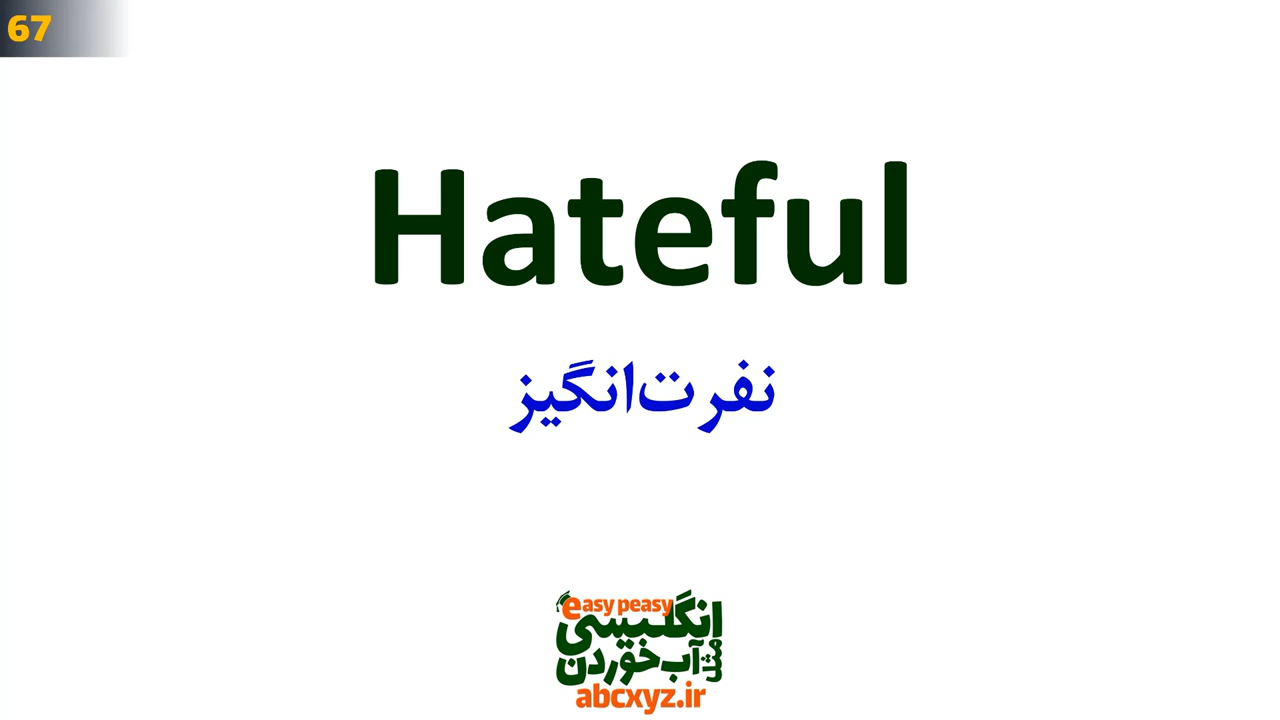 67
Hateful
نفرت‌انگیز
easy peasy
انگلیسی
مثل آب خوردن
abcxyz.ir